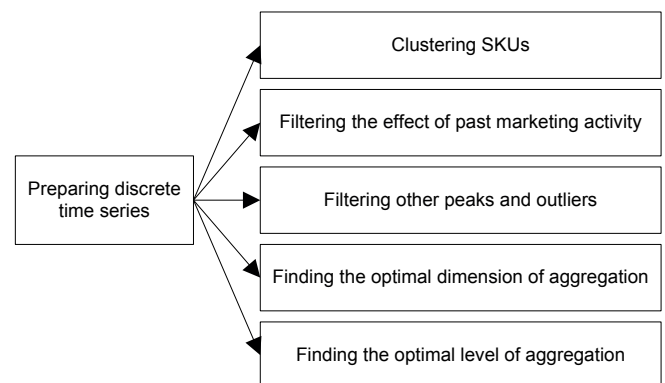 Clustering SKUs
Filtering the effect of past marketing activity
Preparing discrete
time series
Filtering other peaks and outliers
Finding the optimal dimension of aggregation
Finding the optimal level of aggregation